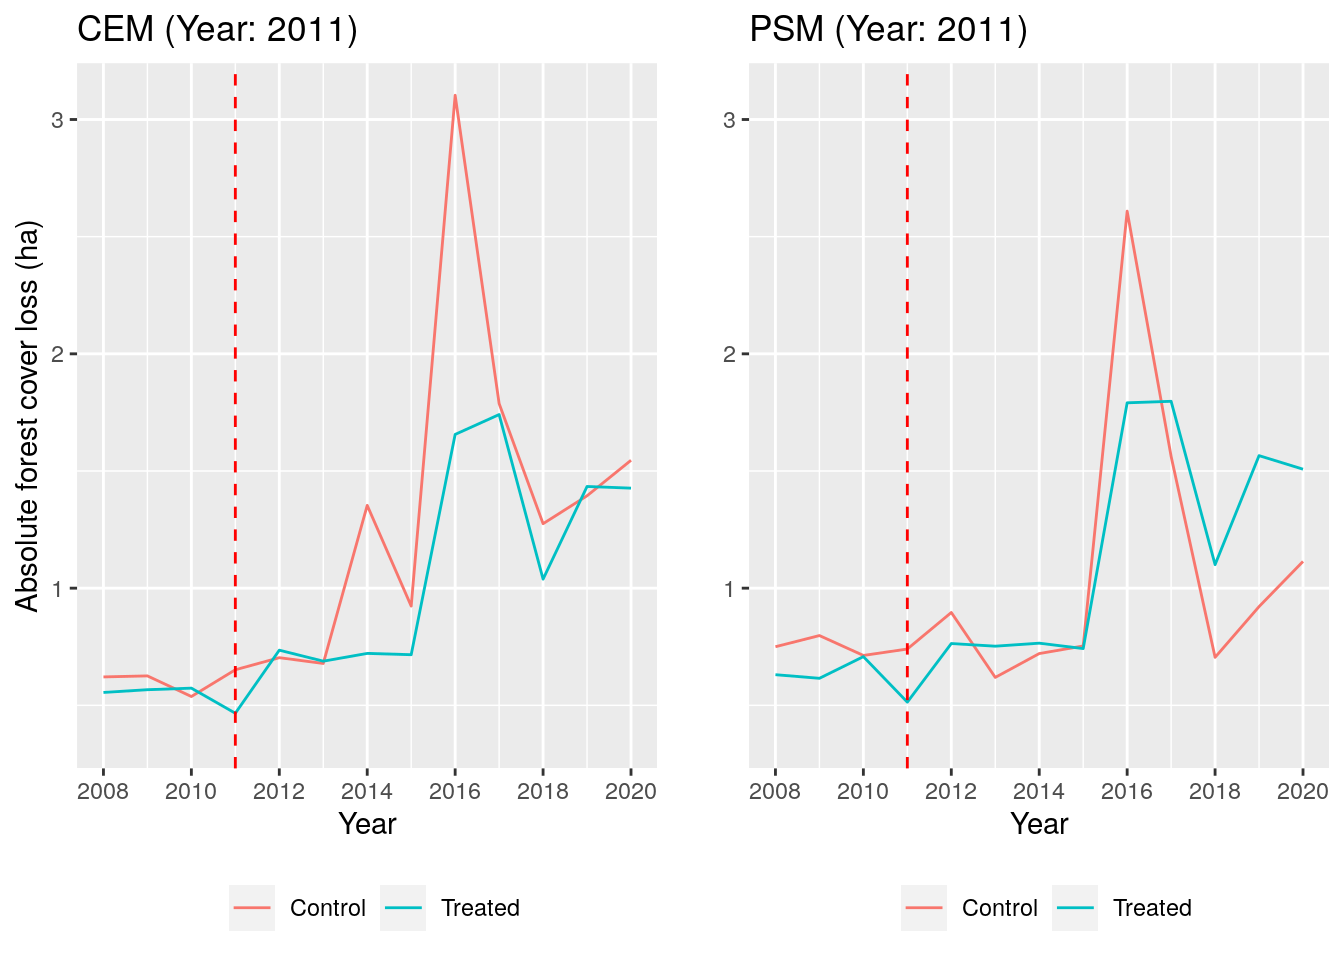 CEM (Year: 2011)
Absolute forest cover loss (ha)
3
2
1
2008 2010 2012 2014 2016 2018 2020
Year
Control Treated
PSM (Year: 2011)
3
2
1
2008 2010 2012 2014 2016 2018 2020
Year
Control Treated